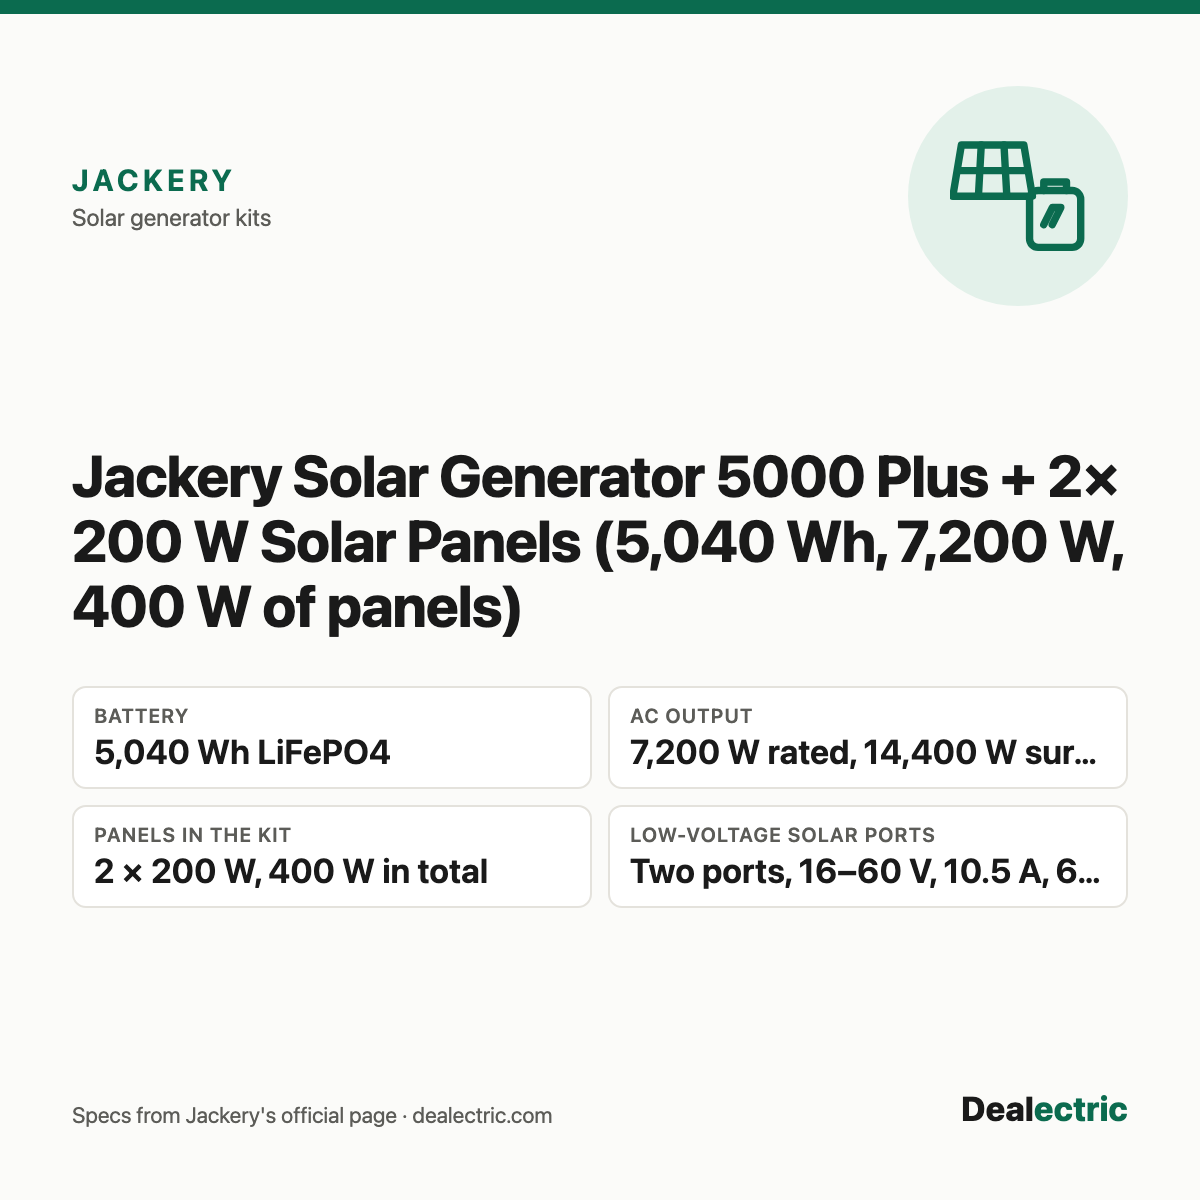 JACKERY
Solar generator kits
Jackery Solar Generator 5000 Plus + 2×
200 W Solar Panels (5,040 Wh, 7,200 W,
400 W of panels)
BATTERY
5,040 Wh LiFePO4
AC OUTPUT
7,200 W rated, 14,400 W sur…
PANELS IN THE KIT
2 × 200 W, 400 W in total
LOW-VOLTAGE SOLAR PORTS
Two ports, 16–60 V, 10.5 A, 6…
Specs from Jackery's official page · dealectric.com
Dealectric